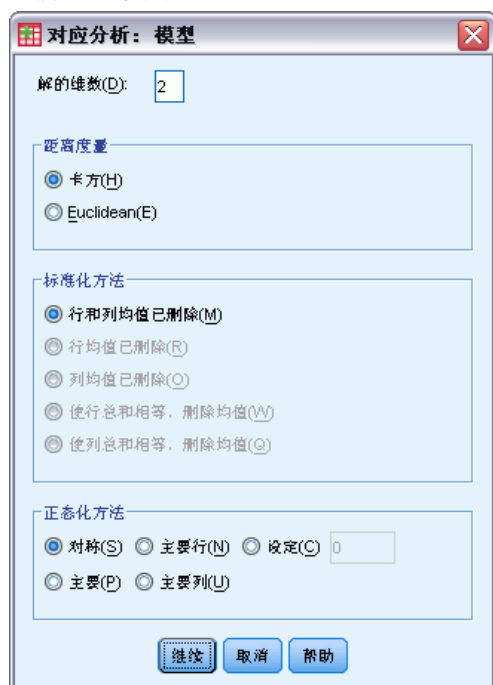 对应分析：模型
解的维数(D): 2
距离度量
卡方(H)
Euclidean(E)
标准化方法
行和列均值已删除(M)
行均值已删除(R)
列均值已删除(O)
使行总和相等，删除均值(W)
使列总和相等，删除均值(Q)
正态化方法
对称(S) 主要行(N) 设定(C) 0
主要(P) 主要列(U)
继续 取消 帮助